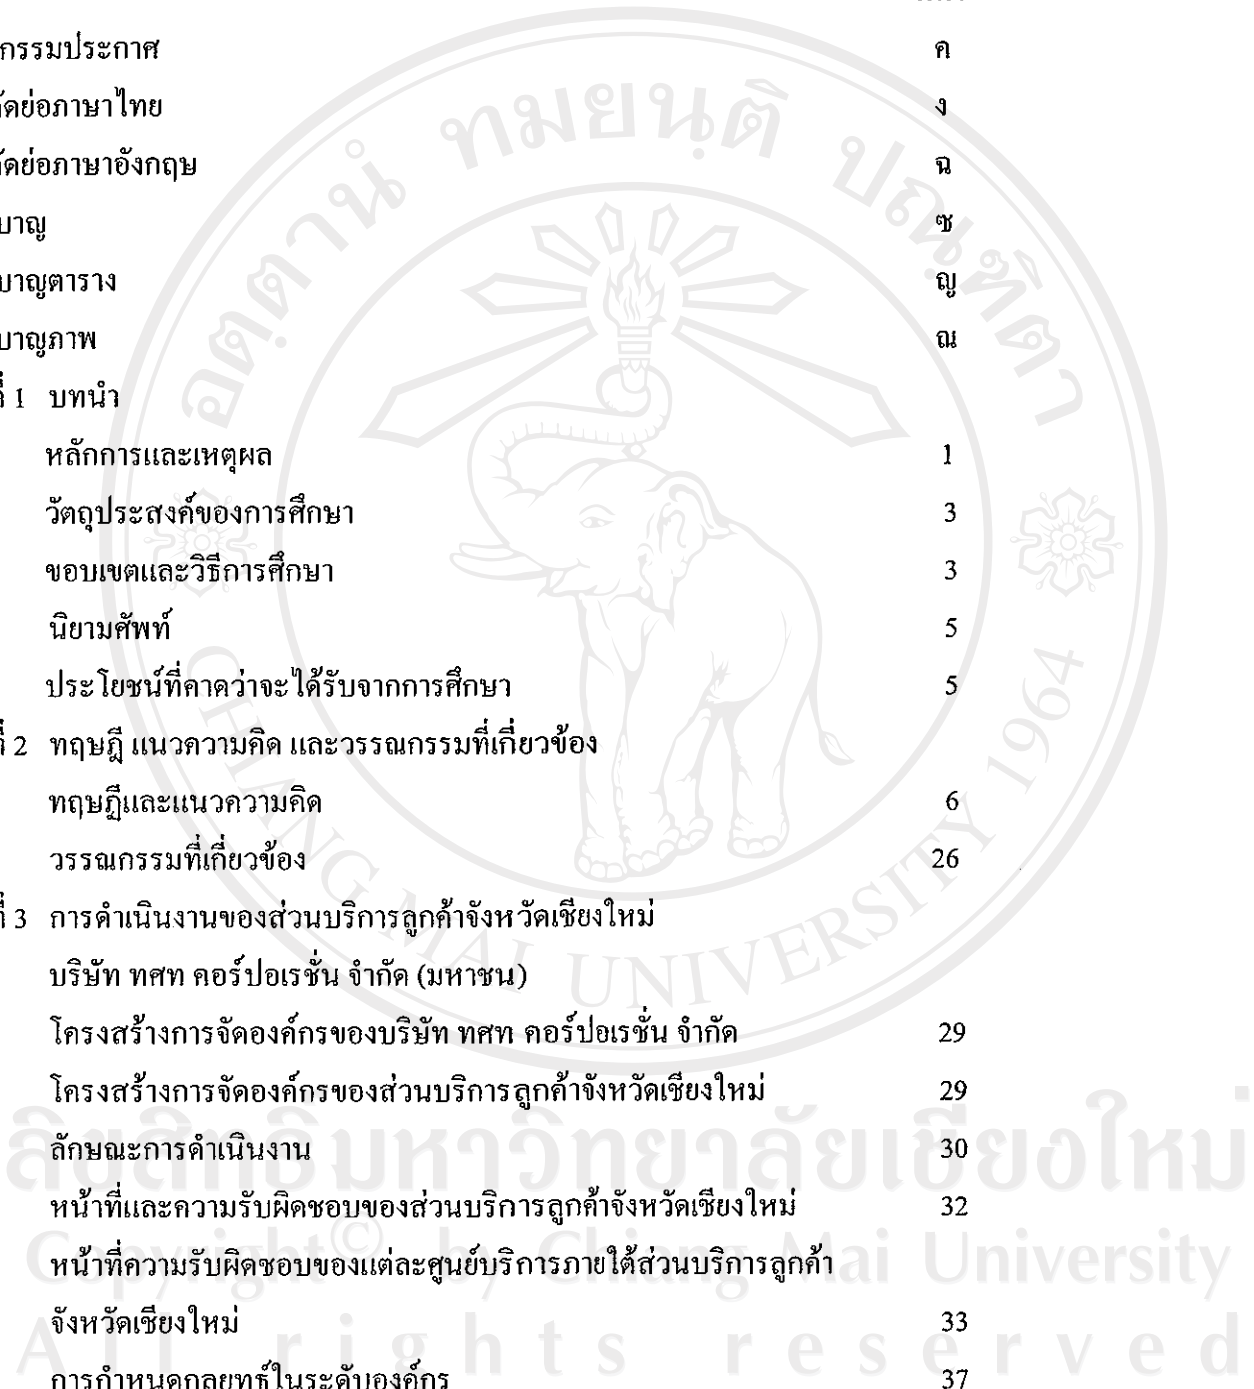 กรรมประกาศ ค
ัดย่อภาษาไทย ง
ัดย่อภาษาอังกฤษ ฉ
บาญ ซ
บาญตาราง ญ
บาญภาพ ณ
ที่ 1 บทนำ
หลักการและเหตุผล 1
วัตถุประสงค์ของการศึกษา 3
ขอบเขตและวิธีการศึกษา 3
นิยามศัพท์ 5
ประโยชน์ที่คาดว่าจะได้รับจากการศึกษา 5
ที่ 2 ทฤษฎี แนวความคิด และวรรณกรรมที่เกี่ยวข้อง
ทฤษฎีและแนวความคิด 6
วรรณกรรมที่เกี่ยวข้อง 26
ที่ 3 การดำเนินงานของส่วนบริการลูกค้าจังหวัดเชียงใหม่
บริษัท ทศท คอร์ปอเรชั่น จำกัด (มหาชน)
โครงสร้างการจัดองค์กรของบริษัท ทศท คอร์ปอเรชั่น จำกัด 29
โครงสร้างการจัดองค์กรของส่วนบริการลูกค้าจังหวัดเชียงใหม่ 29
ลักษณะการดำเนินงาน 30
หน้าที่และความรับผิดชอบของส่วนบริการลูกค้าจังหวัดเชียงใหม่ 32
หน้าที่ความรับผิดชอบของแต่ละศูนย์บริการภายใต้ส่วนบริการลูกค้า
จังหวัดเชียงใหม่ 33
การกำหนดกลยุทธ์ในระดับองค์กร 37
อตฺตานํ ทมยนฺติ ปณฺฑิตา
CHIANG MAI UNIVERSITY 1964
ลิขสิทธิ์มหาวิทยาลัยเชียงใหม่
Copyright© by Chiang Mai University
All rights reserved